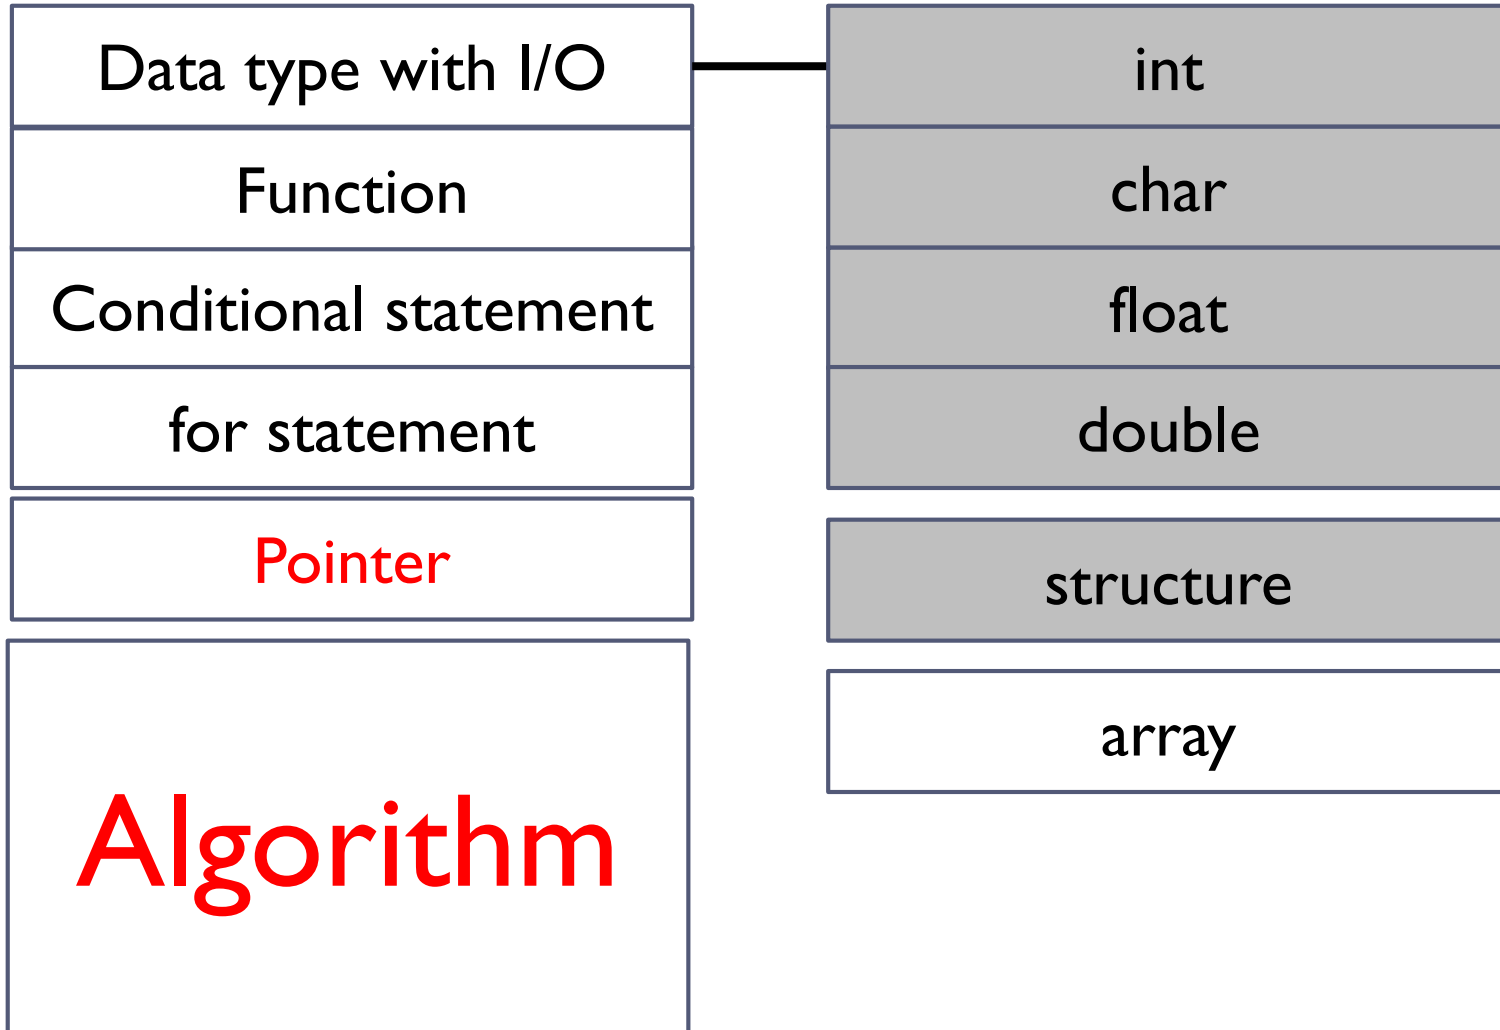 Data type with I/O
Function
Conditional statement
for statement
Pointer
Algorithm
int
char
float
double
structure
array